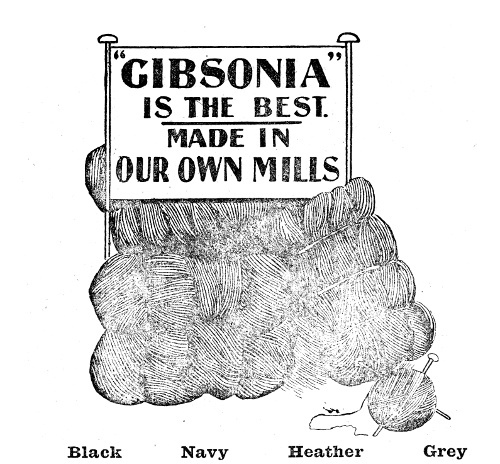 "GIBSONIA"
IS THE BEST.
MADE IN
OUR OWN MILLS
Black Navy Heather Grey